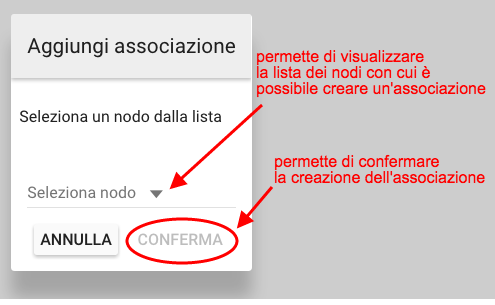 Aggiungi associazione
permette di visualizzare
la lista dei nodi con cui è
possibile creare un'associazione
Seleziona un nodo dalla lista
permette di confermare
la creazione dell'associazione
Seleziona nodo
ANNULLA CONFERMA